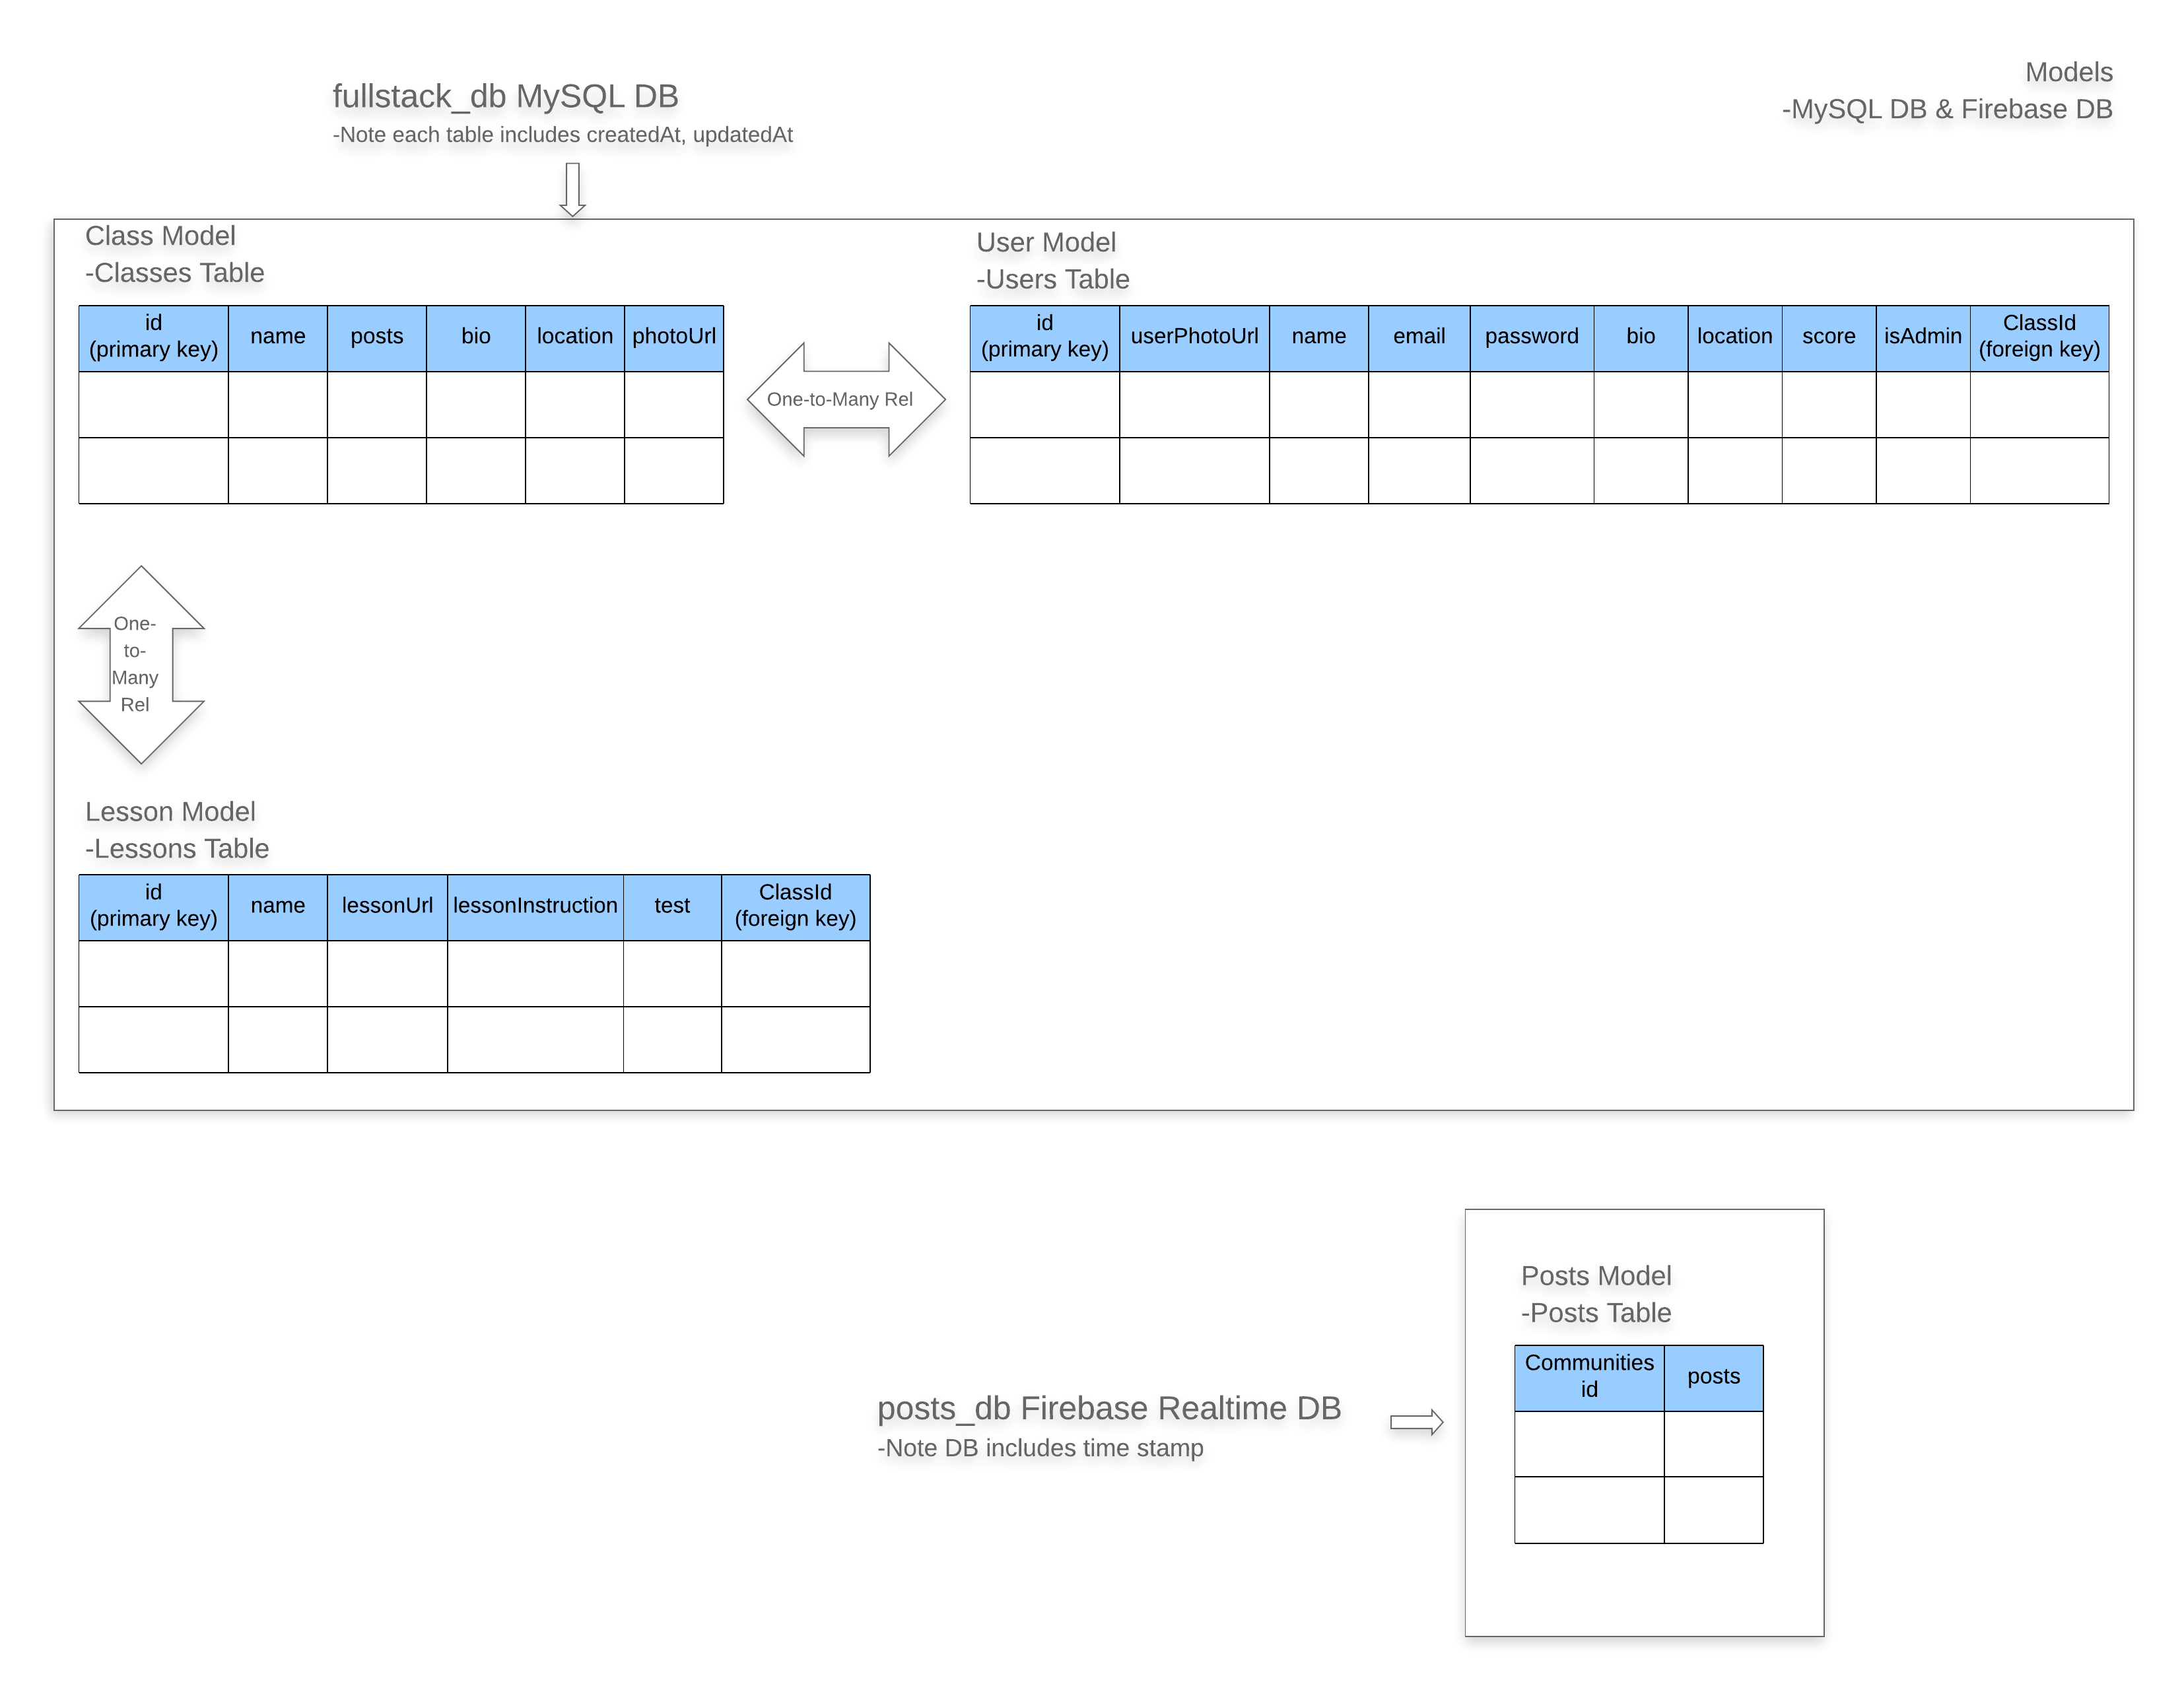 Models
-MySQL DB & Firebase DB
fullstack_db MySQL DB
-Note each table includes createdAt, updatedAt
Class Model
-Classes Table
id
(primary key)
name
posts
bio
location
photoUrl
One-to-Many Rel
User Model
-Users Table
id
(primary key)
userPhotoUrl
name
email
password
bio
location
score
isAdmin
ClassId
(foreign key)
One-
to-
Many
Rel
Lesson Model
-Lessons Table
id
(primary key)
name
lessonUrl
lessonInstruction
test
ClassId
(foreign key)
posts_db Firebase Realtime DB
-Note DB includes time stamp
Posts Model
-Posts Table
Communities
id
posts